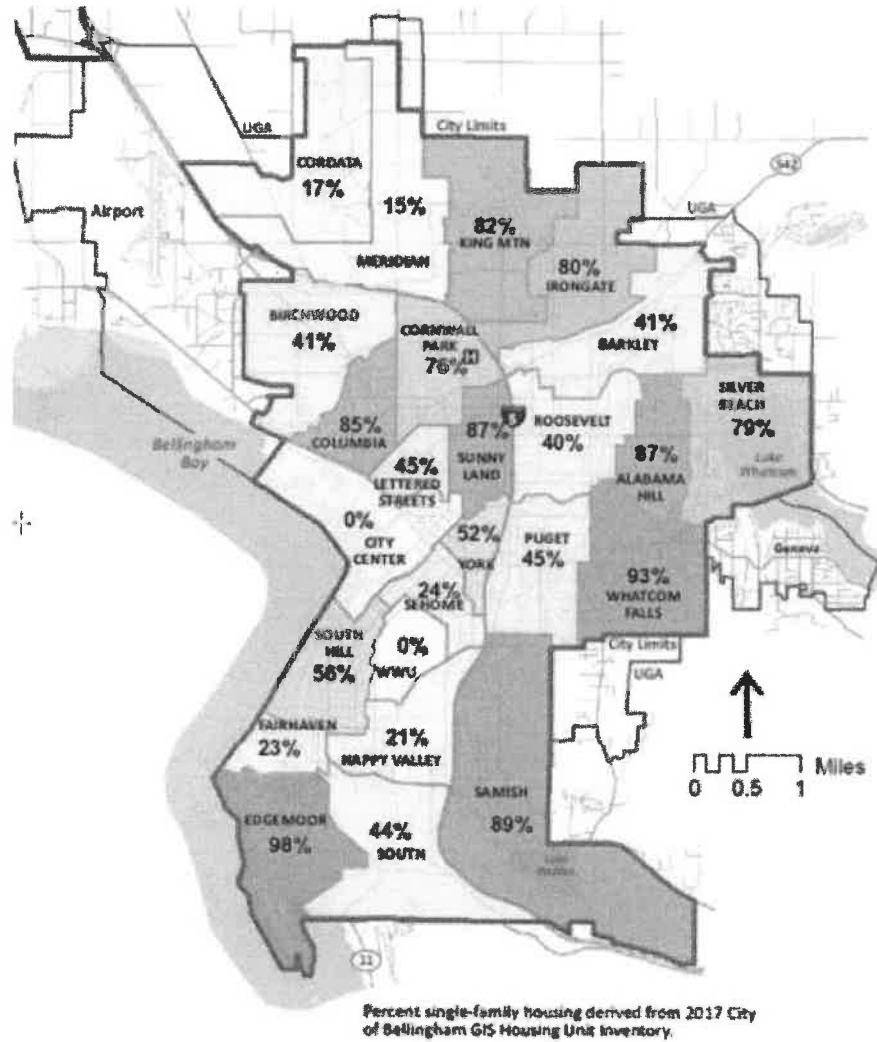 UGA
City Limits
CORDATA
17%
542
15%
UGA
Airport
82%
KING MTN
MERIDIAN
80%
IRONGATE
BIRCHWOOD
41%
CORNWALL
PARK
76%
H
41%
BARKLEY
SILVER
BEACH
79%
5
85%
COLUMBIA
87%
SUNNY
LAND
ROOSEVELT
40%
87%
ALABAMA
HILL
Lake
Whatcom
Bellingham
Bay
45%
LETTERED
STREETS
0%
CITY
CENTER
52%
YORK
PUGET
45%
Geneva
24%
SEHOME
93%
WHATCOM
FALLS
SOUTH
HILL
56%
0%
WWU
City Limits
UGA
FAIRHAVEN
23%
21%
HAPPY VALLEY
Miles
0 0.5 1
SAMISH
89%
EDGEMOOR
98%
44%
SOUTH
Lake
11
Percent single-family housing derived from 2017 City
of Bellingham GIS Housing Unit Inventory.